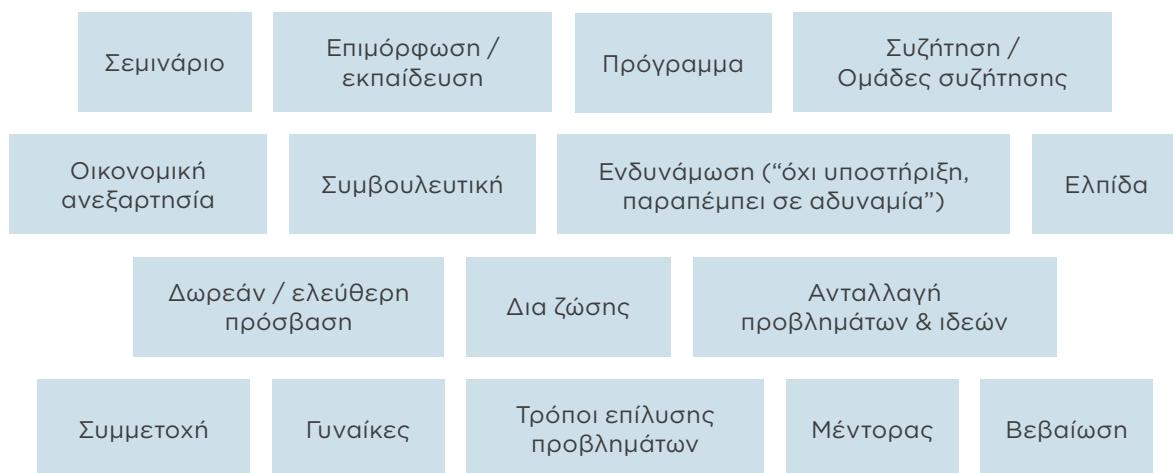 Σεμινάριο
Επιμόρφωση /
εκπαίδευση
Πρόγραμμα
Συζήτηση /
Ομάδες συζήτησης
Οικονομική
ανεξαρτησία
Συμβουλευτική
Ενδυνάμωση (“όχι υποστήριξη,
παραπέμπει σε αδυναμία”)
Ελπίδα
Δωρεάν / ελεύθερη
πρόσβαση
Δια ζώσης
Ανταλλαγή
προβλημάτων & ιδεών
Συμμετοχή
Γυναίκες
Τρόποι επίλυσης
προβλημάτων
Μέντορας
Βεβαίωση